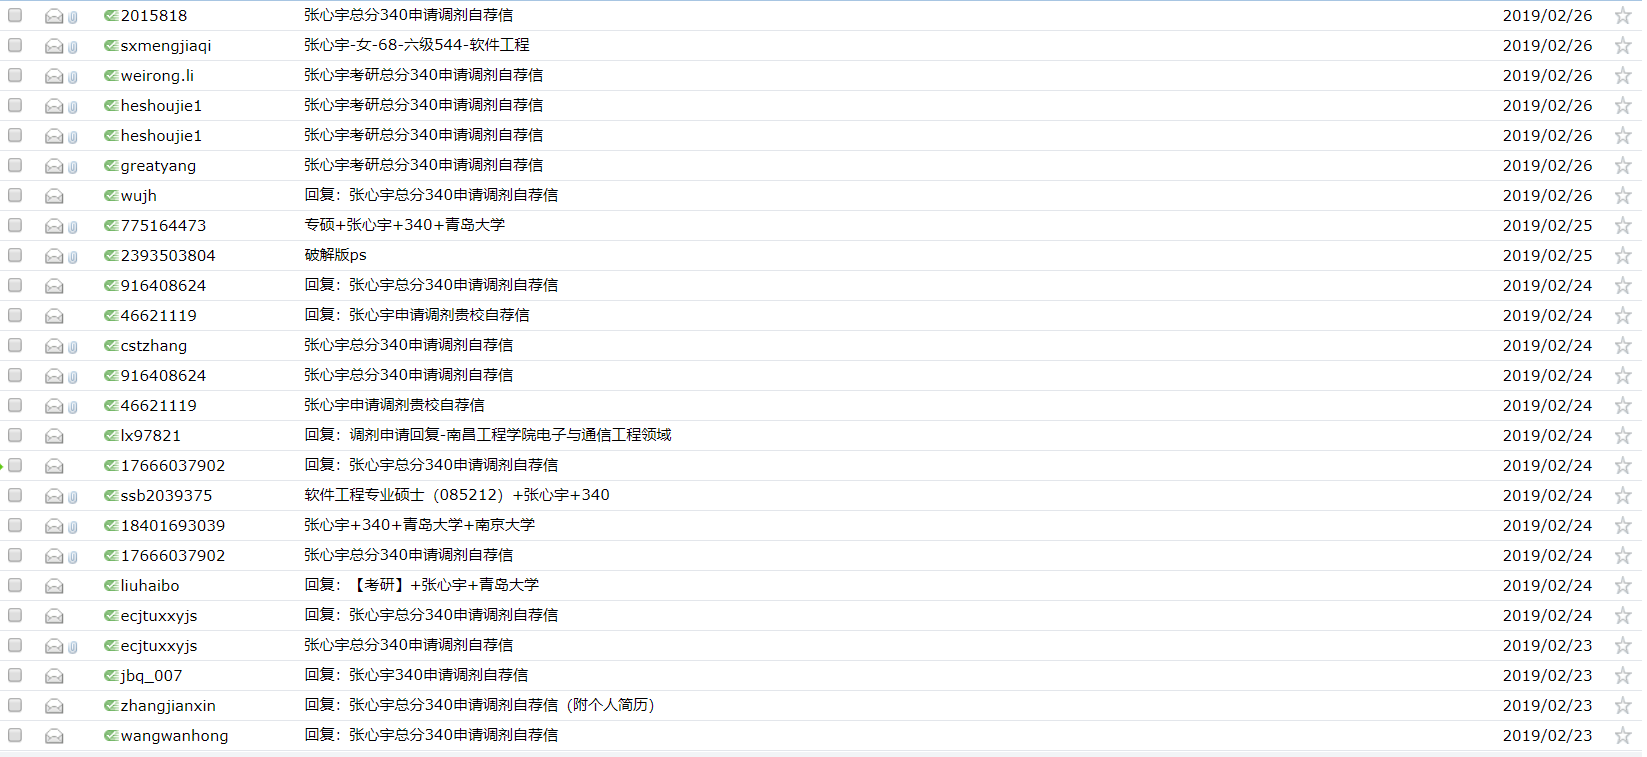 2015818 张心宇总分340申请调剂自荐信 2019/02/26
sxmengjiaqi 张心宇-女-68-六级544-软件工程 2019/02/26
weirong.li 张心宇考研总分340申请调剂自荐信 2019/02/26
heshoujie1 张心宇考研总分340申请调剂自荐信 2019/02/26
heshoujie1 张心宇考研总分340申请调剂自荐信 2019/02/26
greatyang 张心宇考研总分340申请调剂自荐信 2019/02/26
wujh 回复：张心宇总分340申请调剂自荐信 2019/02/26
775164473 专硕+张心宇+340+青岛大学 2019/02/25
2393503804 破解版ps 2019/02/25
916408624 回复：张心宇总分340申请调剂自荐信 2019/02/24
46621119 回复：张心宇申请调剂贵校自荐信 2019/02/24
cstzhang 张心宇总分340申请调剂自荐信 2019/02/24
916408624 张心宇总分340申请调剂自荐信 2019/02/24
46621119 张心宇申请调剂贵校自荐信 2019/02/24
lx97821 回复：调剂申请回复-南昌工程学院电子与通信工程领域 2019/02/24
17666037902 回复：张心宇总分340申请调剂自荐信 2019/02/24
ssb2039375 软件工程专业硕士（085212）+张心宇+340 2019/02/24
18401693039 张心宇+340+青岛大学+南京大学 2019/02/24
17666037902 张心宇总分340申请调剂自荐信 2019/02/24
liuhaibo 回复：【考研】+张心宇+青岛大学 2019/02/24
ecjtuxxyjs 回复：张心宇总分340申请调剂自荐信 2019/02/24
ecjtuxxyjs 张心宇总分340申请调剂自荐信 2019/02/23
jbq_007 回复：张心宇340申请调剂自荐信 2019/02/23
zhangjianxin 回复：张心宇总分340申请调剂自荐信（附个人简历） 2019/02/23
wangwanhong 回复：张心宇总分340申请调剂自荐信 2019/02/23